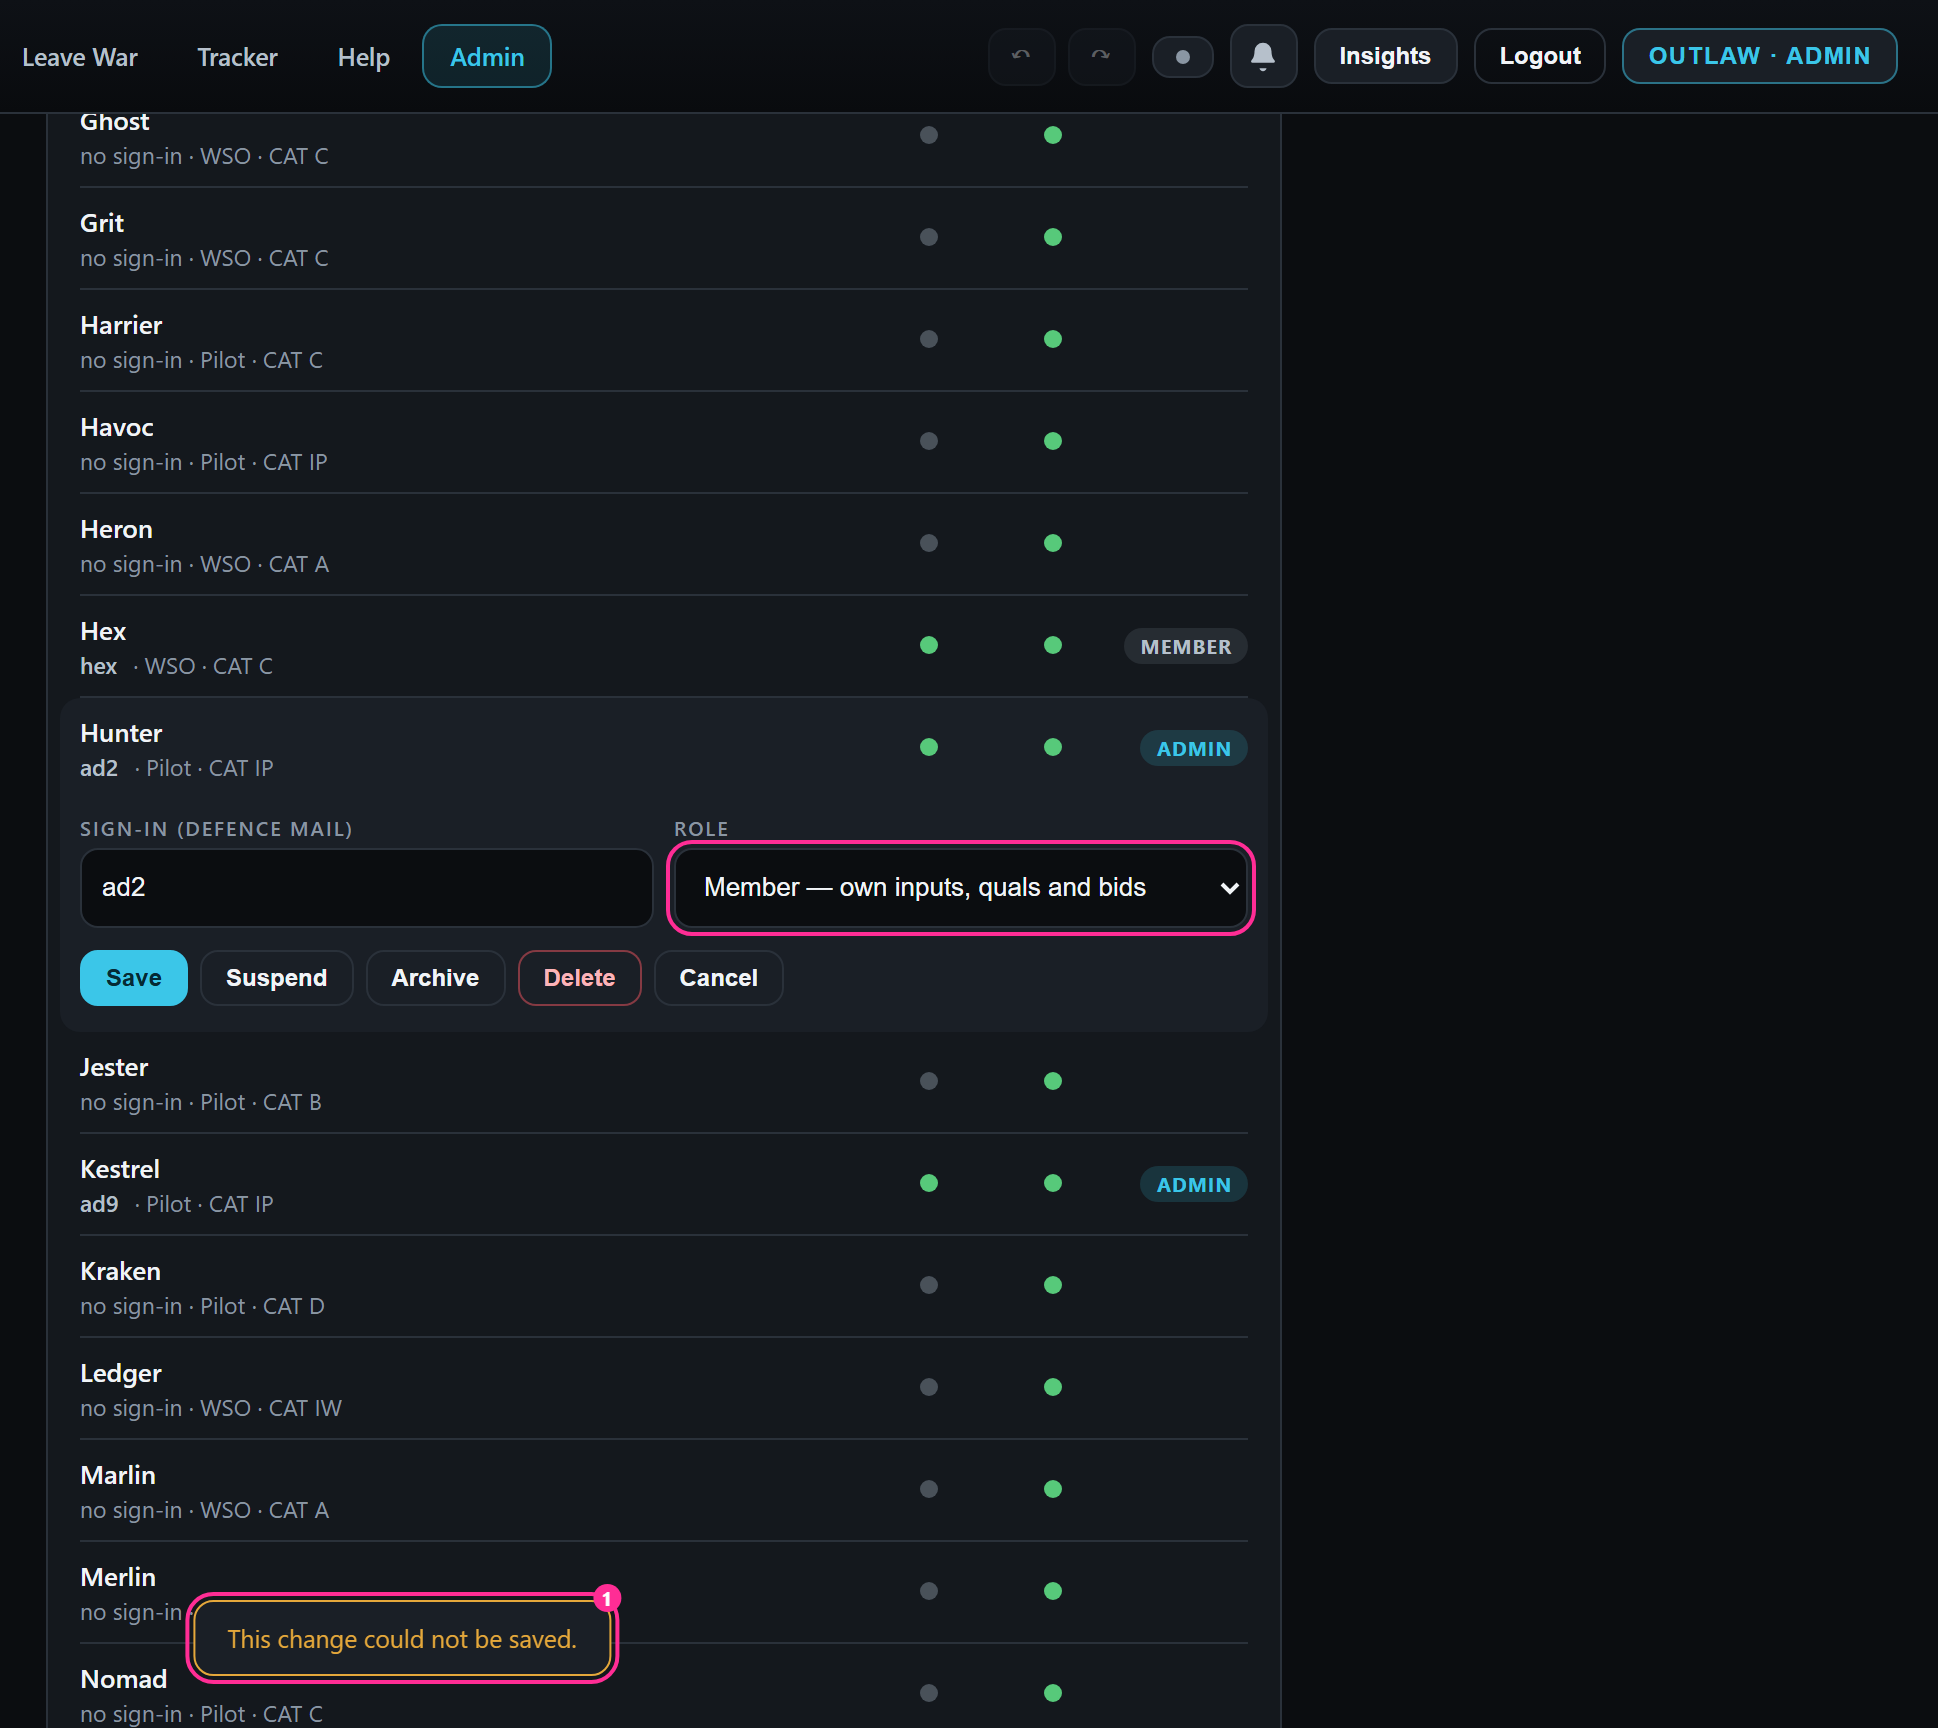 Leave War Tracker Help Admin Insights Logout OUTLAW · ADMIN
Ghost
no sign-in · WSO · CAT C
Grit
no sign-in · WSO · CAT C
Harrier
no sign-in · Pilot · CAT C
Havoc
no sign-in · Pilot · CAT IP
Heron
no sign-in · WSO · CAT A
Hex
hex · WSO · CAT C
MEMBER
Hunter
ad2 · Pilot · CAT IP
ADMIN
SIGN-IN (DEFENCE MAIL) ROLE
ad2 Member — own inputs, quals and bids
Save Suspend Archive Delete Cancel
Jester
no sign-in · Pilot · CAT B
Kestrel
ad9 · Pilot · CAT IP
ADMIN
Kraken
no sign-in · Pilot · CAT D
Ledger
no sign-in · WSO · CAT IW
Marlin
no sign-in · WSO · CAT A
Merlin
no sign-in ·
1
This change could not be saved.
Nomad
no sign-in · Pilot · CAT C